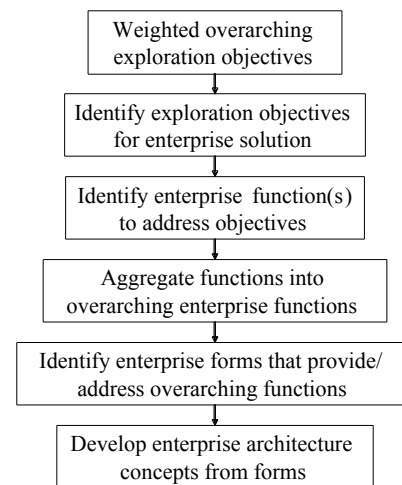 Weighted overarching
exploration objectives
Identify exploration objectives
for enterprise solution
Identify enterprise function(s)
to address objectives
Aggregate functions into
overarching enterprise functions
Identify enterprise forms that provide/
address overarching functions
Develop enterprise architecture
concepts from forms